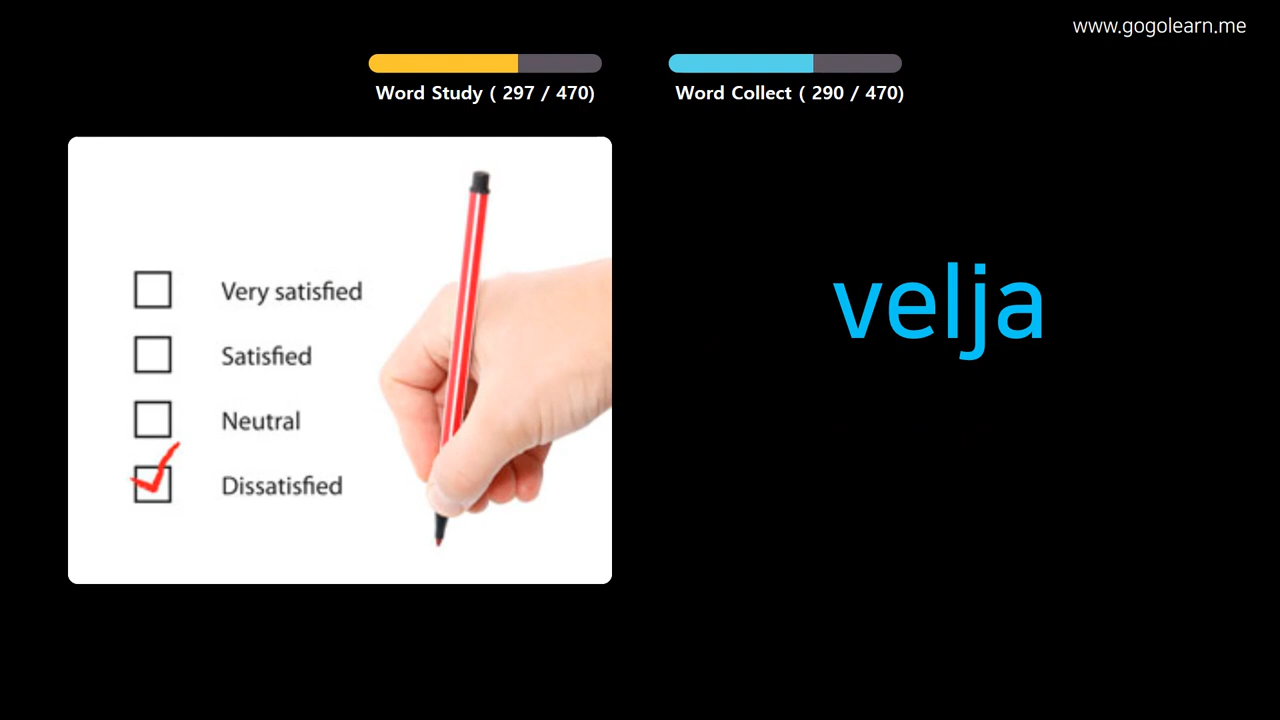 www.gogolearn.me
Word Study ( 297 / 470)
Word Collect ( 290 / 470)
velja
Very satisfied
Satisfied
Neutral
Dissatisfied